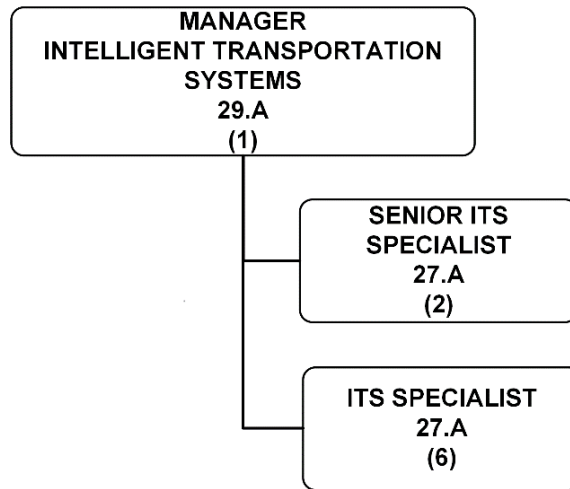 MANAGER
INTELLIGENT TRANSPORTATION
SYSTEMS
29.A
(1)
SENIOR ITS
SPECIALIST
27.A
(2)
ITS SPECIALIST
27.A
(6)